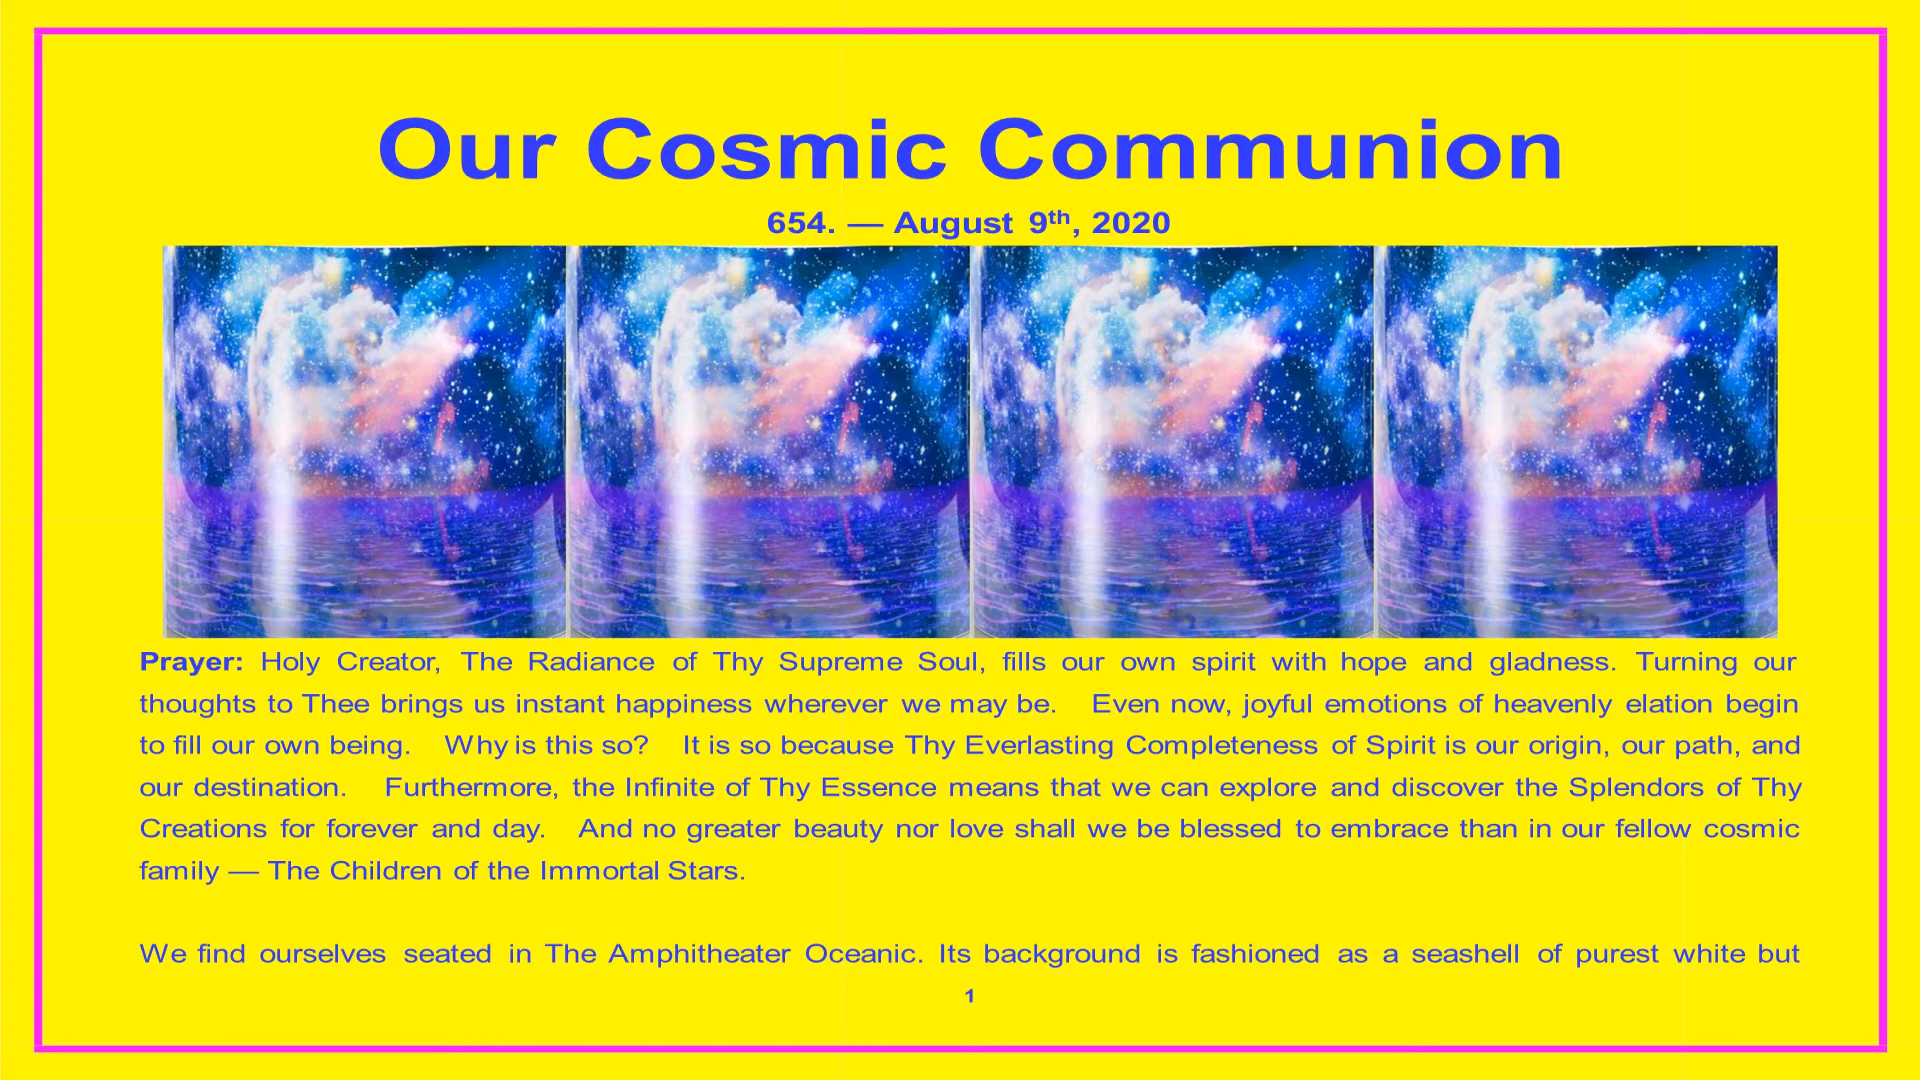 Our Cosmic Communion
654. — August 9th, 2020
Prayer: Holy Creator, The Radiance of Thy Supreme Soul, fills our own spirit with hope and gladness. Turning our
thoughts to Thee brings us instant happiness wherever we may be. Even now, joyful emotions of heavenly elation begin
to fill our own being. Why is this so? It is so because Thy Everlasting Completeness of Spirit is our origin, our path, and
our destination. Furthermore, the Infinite of Thy Essence means that we can explore and discover the Splendors of Thy
Creations for forever and day. And no greater beauty nor love shall we be blessed to embrace than in our fellow cosmic
family — The Children of the Immortal Stars.
We find ourselves seated in The Amphitheater Oceanic. Its background is fashioned as a seashell of purest white but
1